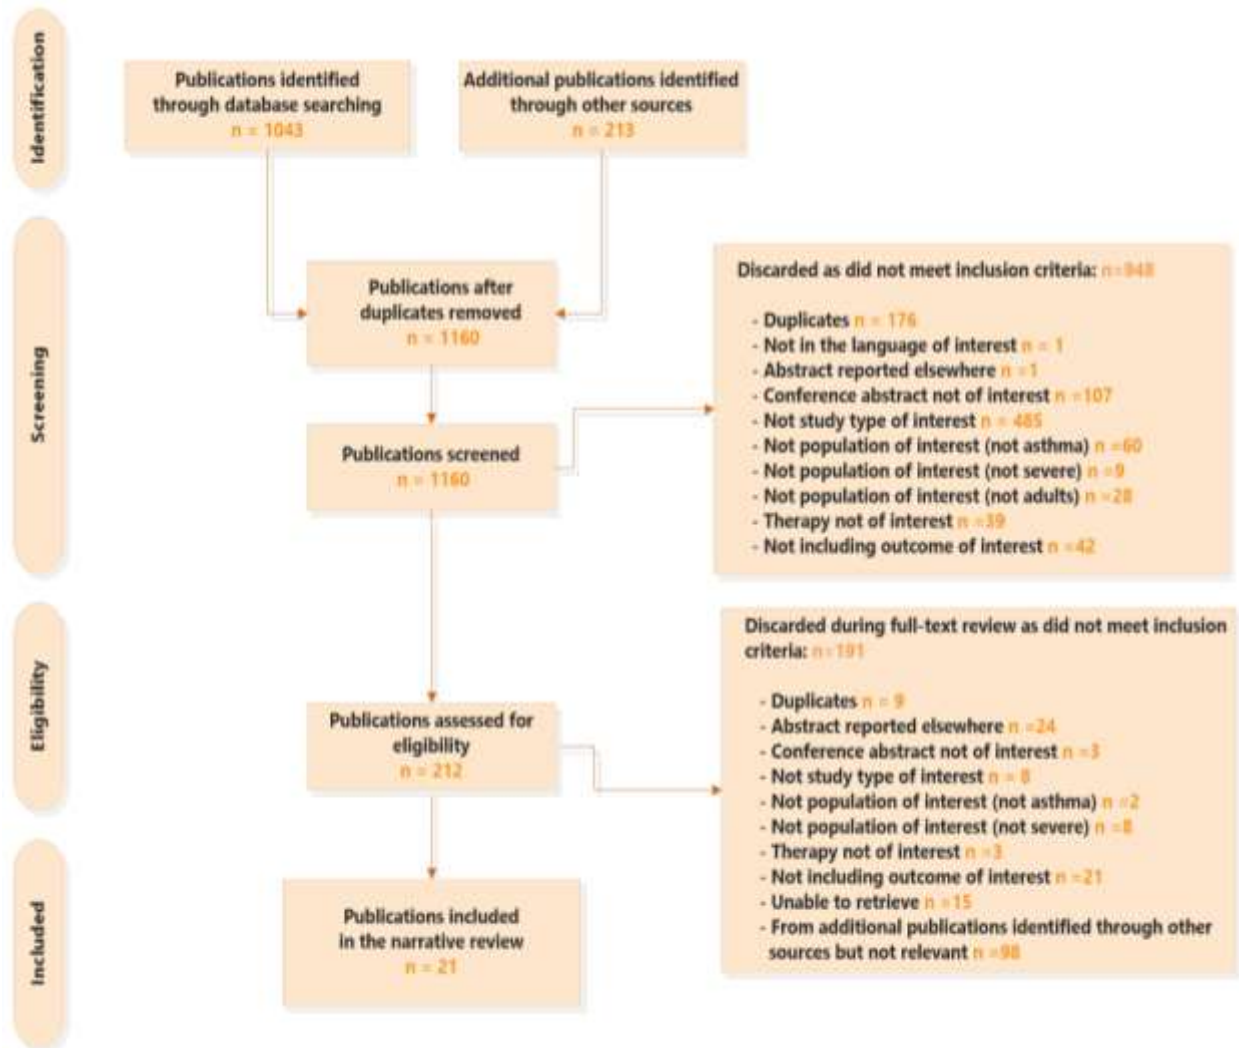 Identification
Publications identified
through database searching
n = 1043
Additional publications identified
through other sources
n = 213
Screening
Publications after
duplicates removed
n = 1160
Publications screened
n = 1160
Discarded as did not meet inclusion criteria: n=948
- Duplicates n = 176
- Not in the language of interest n = 1
- Abstract reported elsewhere n =1
- Conference abstract not of interest n =107
- Not study type of interest n = 485
- Not population of interest (not asthma) n =60
- Not population of interest (not severe) n =9
- Not population of interest (not adults) n =28
- Therapy not of interest n =39
- Not including outcome of interest n =42
Eligibility
Publications assessed for
eligibility
n = 212
Discarded during full-text review as did not meet inclusion
criteria: n=191
- Duplicates n = 9
- Abstract reported elsewhere n =24
- Conference abstract not of interest n =3
- Not study type of interest n = 8
- Not population of interest (not asthma) n =2
- Not population of interest (not severe) n =8
- Therapy not of interest n =3
- Not including outcome of interest n =21
- Unable to retrieve n =15
- From additional publications identified through other
sources but not relevant n =98
Included
Publications included
in the narrative review
n = 21